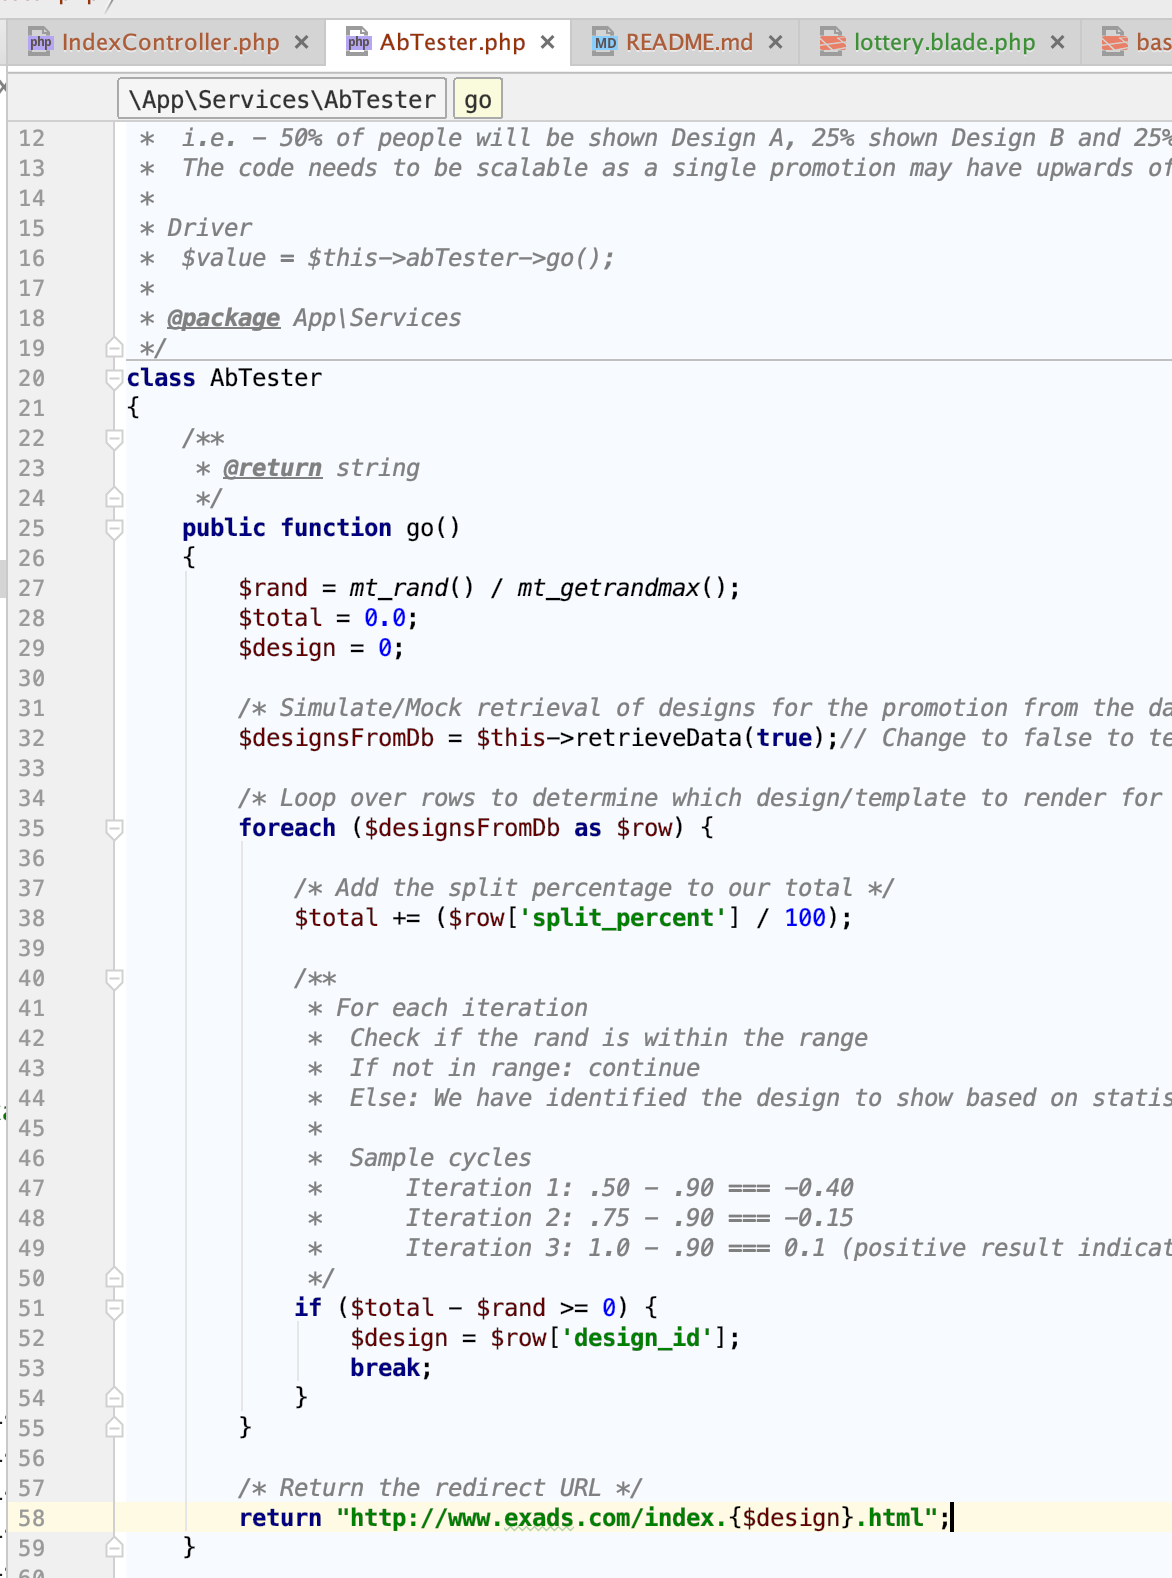 IndexController.php × AbTester.php × README.md × lottery.blade.php × bas
\App\Services\AbTester go
12 * i.e. – 50% of people will be shown Design A, 25% shown Design B and 25%
13 * The code needs to be scalable as a single promotion may have upwards of
14 *
15 * Driver
16 * $value = $this->abTester->go();
17 *
18 * @package App\Services
19 */
20 class AbTester
21 {
22 /**
23 * @return string
24 */
25 public function go()
26 {
27 $rand = mt_rand() / mt_getrandmax();
28 $total = 0.0;
29 $design = 0;
30
31 /* Simulate/Mock retrieval of designs for the promotion from the da
32 $designsFromDb = $this->retrieveData(true);// Change to false to te
33
34 /* Loop over rows to determine which design/template to render for
35 foreach ($designsFromDb as $row) {
36
37 /* Add the split percentage to our total */
38 $total += ($row['split_percent'] / 100);
39
40 /**
41 * For each iteration
42 * Check if the rand is within the range
43 * If not in range: continue
44 * Else: We have identified the design to show based on statis
45 *
46 * Sample cycles
47 * Iteration 1: .50 – .90 === –0.40
48 * Iteration 2: .75 – .90 === –0.15
49 * Iteration 3: 1.0 – .90 === 0.1 (positive result indicat
50 */
51 if ($total - $rand >= 0) {
52 $design = $row['design_id'];
53 break;
54 }
55 }
56
57 /* Return the redirect URL */
58 return "http://www.exads.com/index.{$design}.html";
59 }
60